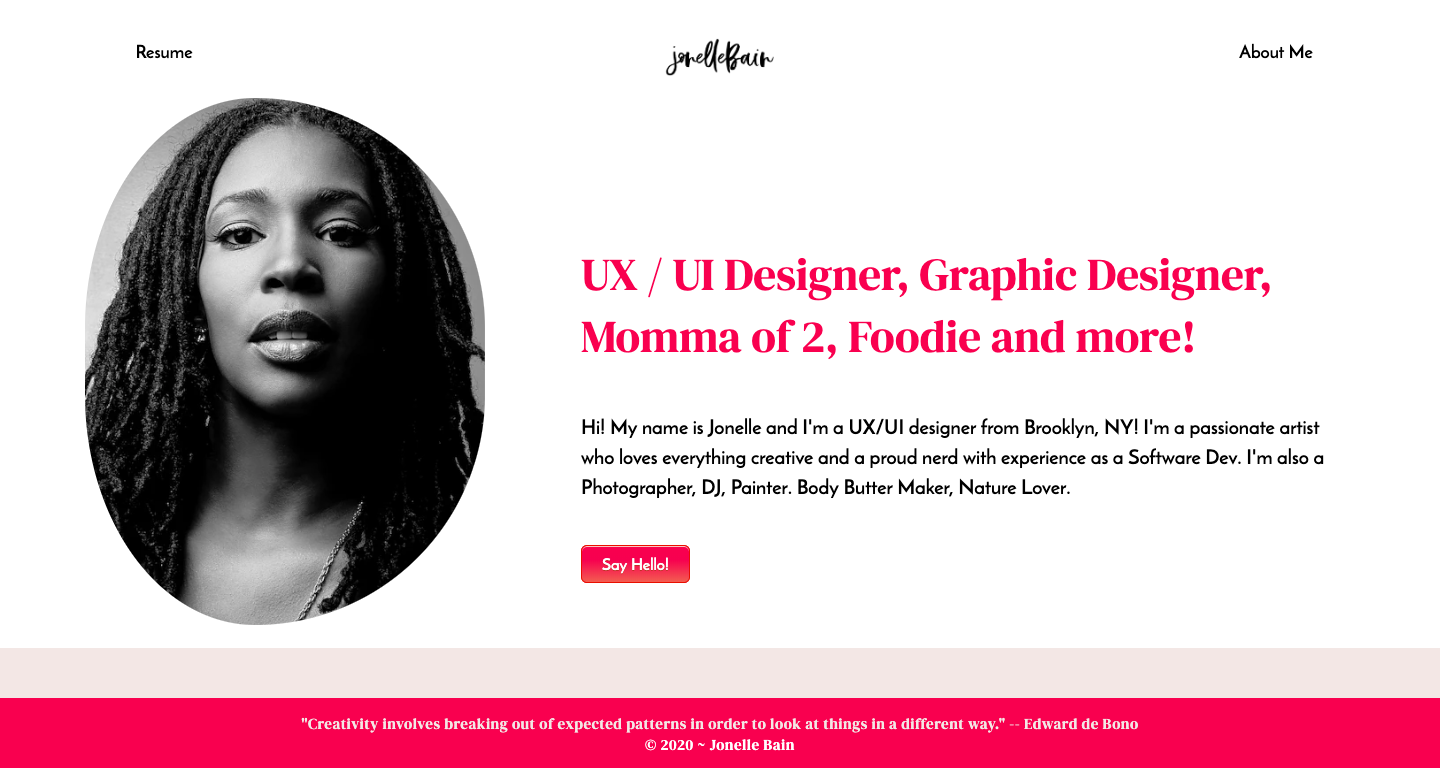 Resume
jonelleBain
About Me
UX / UI Designer, Graphic Designer,
Momma of 2, Foodie and more!
Hi! My name is Jonelle and I'm a UX/UI designer from Brooklyn, NY! I'm a passionate artist
who loves everything creative and a proud nerd with experience as a Software Dev. I'm also a
Photographer, DJ, Painter. Body Butter Maker, Nature Lover.
Say Hello!
"Creativity involves breaking out of expected patterns in order to look at things in a different way." -- Edward de Bono
© 2020 ~ Jonelle Bain